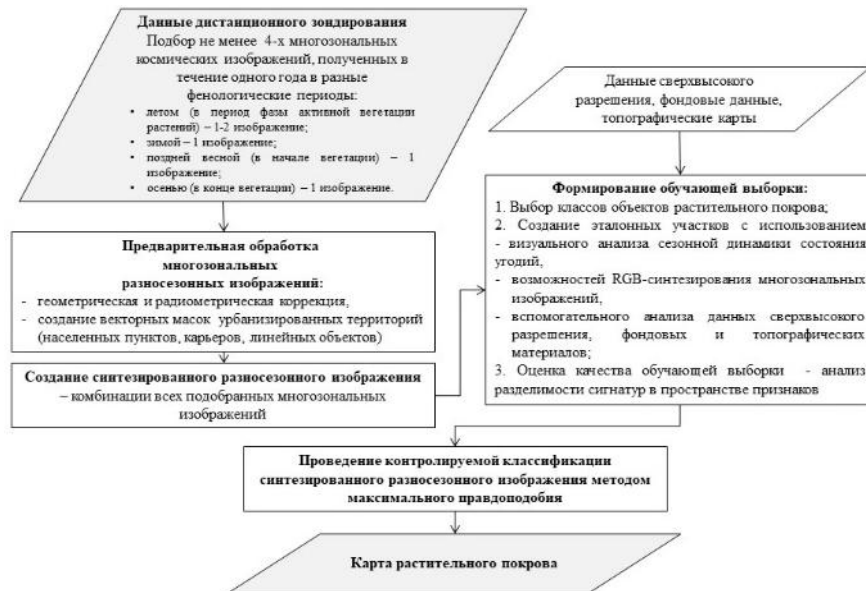 Данные дистанционного зондирования
Подбор не менее 4-х многозональных
космических изображений, полученных в
течение одного года в разные
фенологические периоды:
• летом (в период фазы активной вегетации
растений) – 1-2 изображение;
• зимой – 1 изображение;
• поздней весной (в начале вегетации) – 1
изображение;
• осенью (в конце вегетации) – 1 изображение.
Предварительная обработка
многозональных
разносезонных изображений:
- геометрическая и радиометрическая коррекция,
- создание векторных масок урбанизированных территорий
(населенных пунктов, карьеров, линейных объектов)
Создание синтезированного разносезонного изображения
– комбинации всех подобранных многозональных
изображений
Данные сверхвысокого
разрешения, фондовые данные,
топографические карты
Формирование обучающей выборки:
1. Выбор классов объектов растительного покрова;
2. Создание эталонных участков с использованием
- визуального анализа сезонной динамики состояния
угодий,
- возможностей RGB-синтезирования многозональных
изображений,
- вспомогательного анализа данных сверхвысокого
разрешения, фондовых и топографических
материалов;
3. Оценка качества обучающей выборки - анализ
разделимости сигнатур в пространстве признаков
Проведение контролируемой классификации
синтезированного разносезонного изображения методом
максимального правдоподобия
Карта растительного покрова